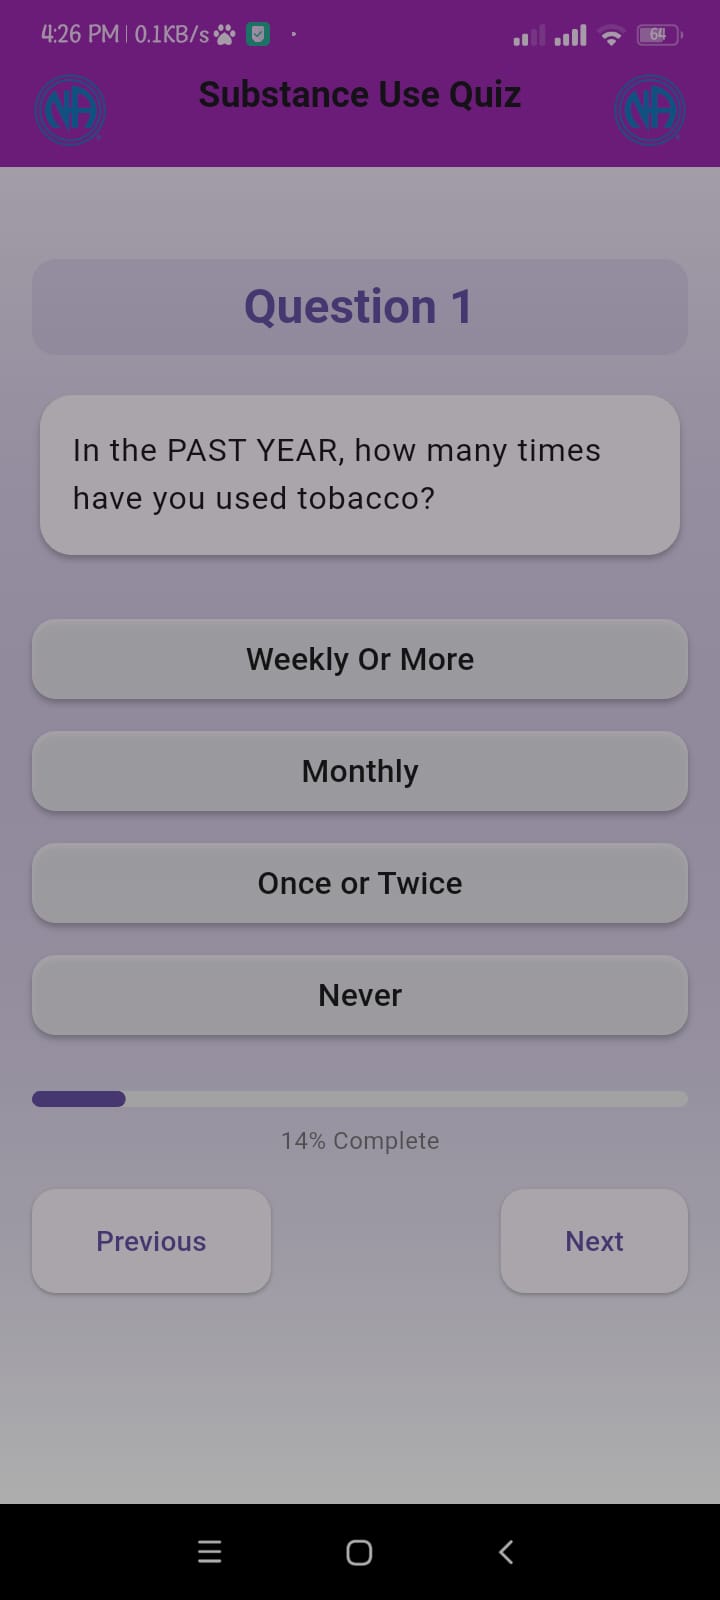 4:26 PM | 0.1KB/s 64
Substance Use Quiz
NA NA
Question 1
In the PAST YEAR, how many times
have you used tobacco?
Weekly Or More
Monthly
Once or Twice
Never
14% Complete
Previous Next